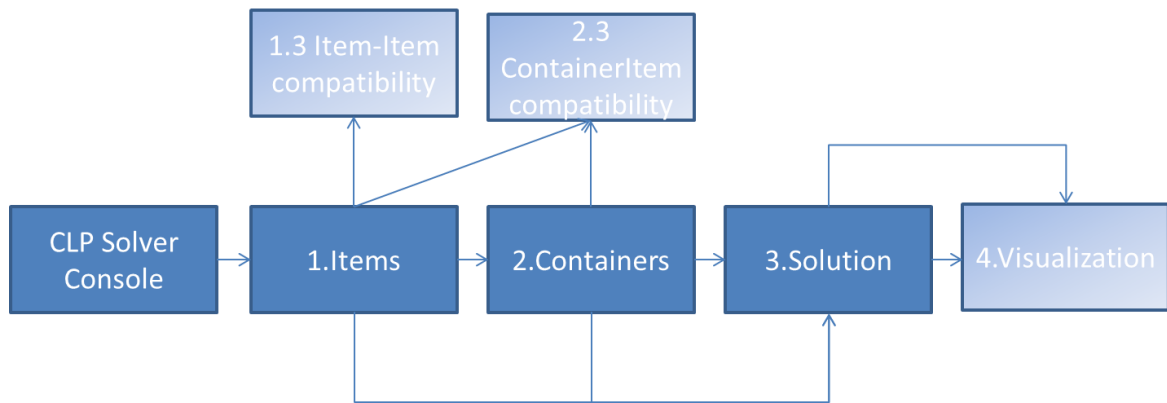 1.3 Item-Item
compatibility
2.3
ContainerItem
compatibility
CLP Solver
Console
1.Items
2.Containers
3.Solution
4.Visualization